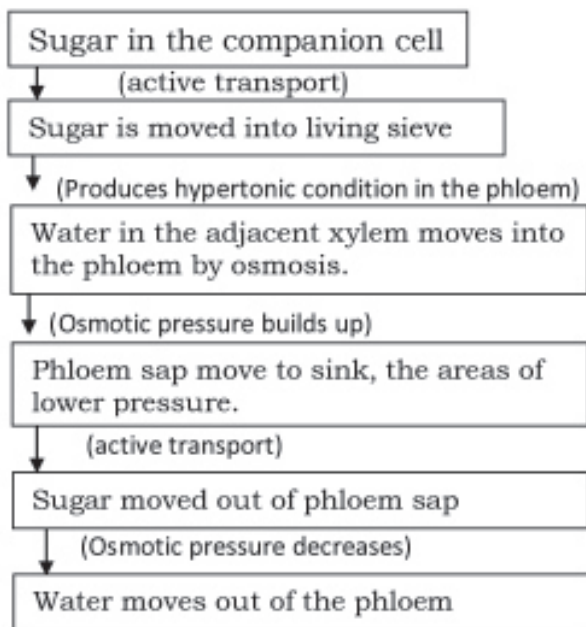 Sugar in the companion cell
(active transport)
Sugar is moved into living sieve
(Produces hypertonic condition in the phloem)
Water in the adjacent xylem moves into
the phloem by osmosis.
(Osmotic pressure builds up)
Phloem sap move to sink, the areas of
lower pressure.
(active transport)
Sugar moved out of phloem sap
(Osmotic pressure decreases)
Water moves out of the phloem